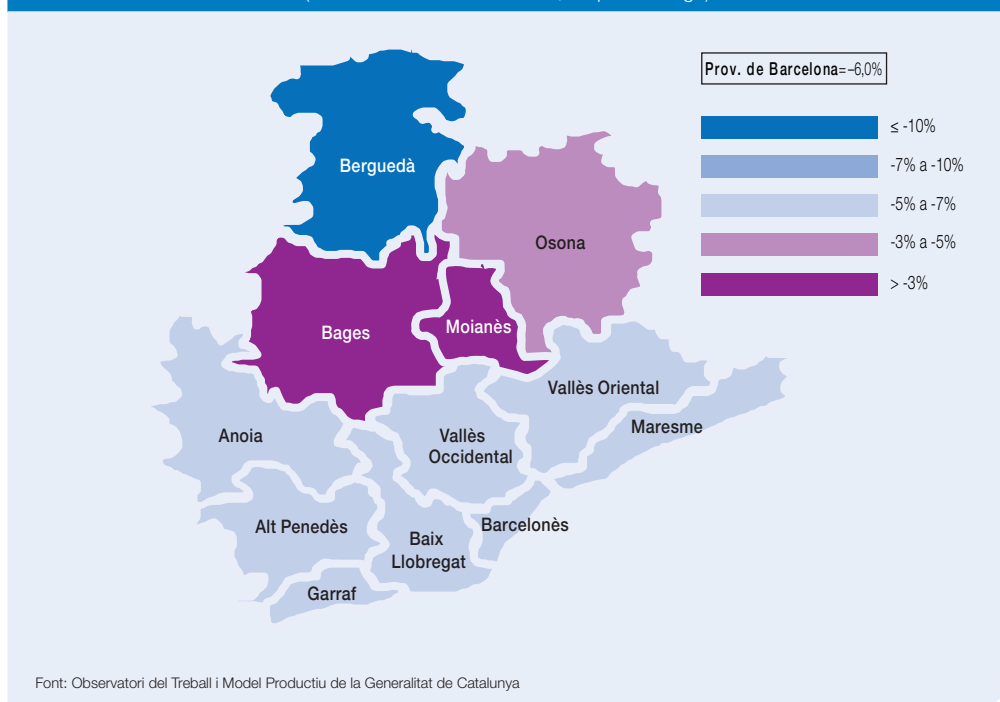 Prov. de Barcelona=–6,0%
≤ -10%
-7% a -10%
-5% a -7%
-3% a -5%
> -3%
Berguedà
Osona
Bages
Moianès
Vallès Oriental
Maresme
Anoia
Vallès
Occidental
Alt Penedès
Barcelonès
Baix
Llobregat
Garraf
Font: Observatori del Treball i Model Productiu de la Generalitat de Catalunya